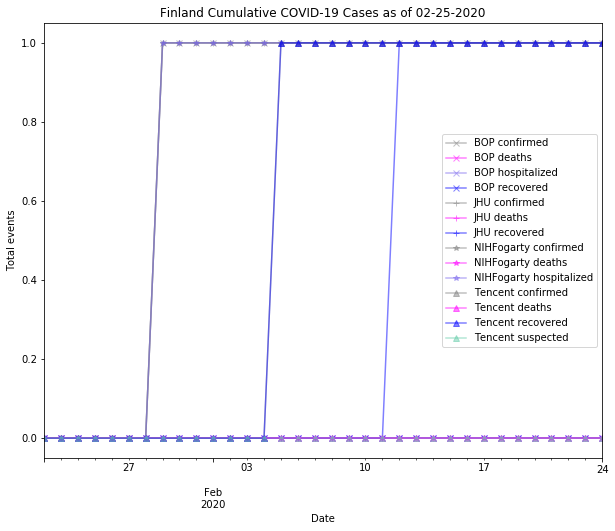 Finland Cumulative COVID-19 Cases as of 02-25-2020
1.0
0.8
0.6
0.4
0.2
0.0
Total events
BOP confirmed
BOP deaths
BOP hospitalized
BOP recovered
JHU confirmed
JHU deaths
JHU recovered
NIHFogarty confirmed
NIHFogarty deaths
NIHFogarty hospitalized
Tencent confirmed
Tencent deaths
Tencent recovered
Tencent suspected
27 03 10 17 24
Feb
2020
Date